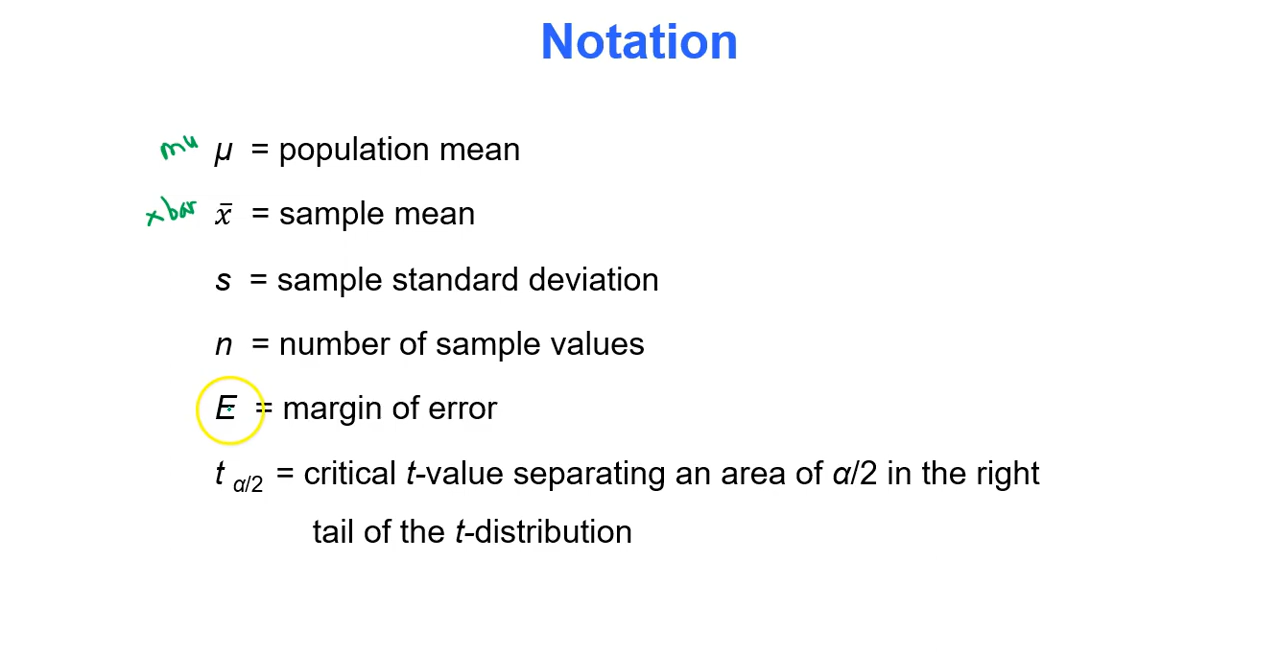 Notation
mu μ = population mean
x bar x̄ = sample mean
s = sample standard deviation
n = number of sample values
E = margin of error
t α/2 = critical t-value separating an area of α/2 in the right
tail of the t-distribution